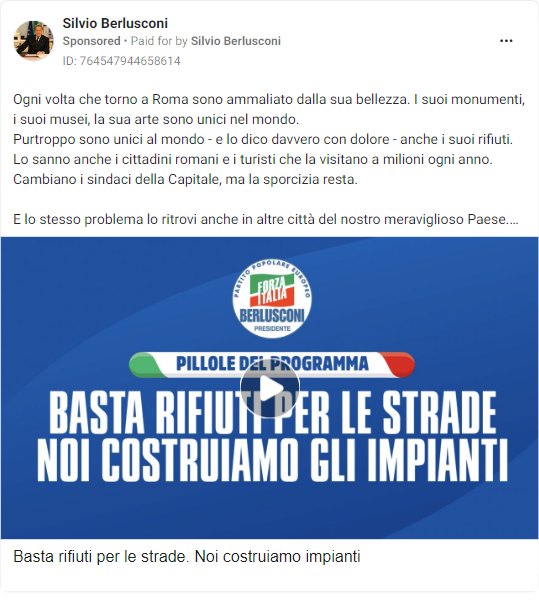 Silvio Berlusconi
Sponsored • Paid for by Silvio Berlusconi
ID: 764547944658614
Ogni volta che torno a Roma sono ammaliato dalla sua bellezza. I suoi monumenti,
i suoi musei, la sua arte sono unici nel mondo.
Purtroppo sono unici al mondo - e lo dico davvero con dolore - anche i suoi rifiuti.
Lo sanno anche i cittadini romani e i turisti che la visitano a milioni ogni anno.
Cambiano i sindaci della Capitale, ma la sporcizia resta.
E lo stesso problema lo ritrovi anche in altre città del nostro meraviglioso Paese....
PARTITO POPOLARE EUROPEO
FORZA
ITALIA
BERLUSCONI
PRESIDENTE
PILLOLE DEL PROGRAMMA
BASTA RIFIUTI PER LE STRADE
NOI COSTRUIAMO GLI IMPIANTI
Basta rifiuti per le strade. Noi costruiamo impianti